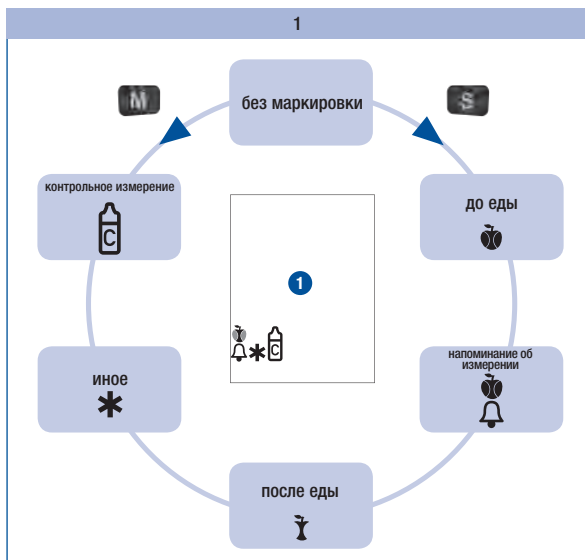 1
M
без маркировки
S
контрольное измерение
C
до еды
1
C
иное
напоминание об
измерении
после еды